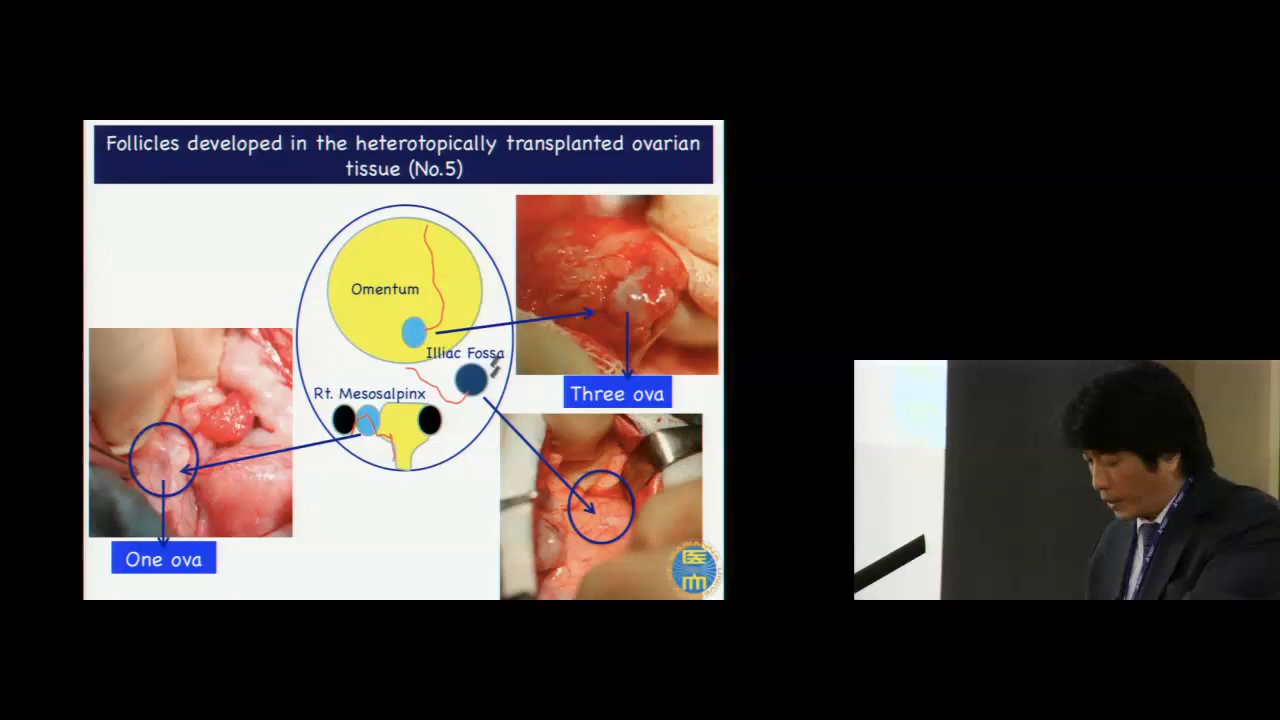 Follicles developed in the heterotopically transplanted ovarian
tissue (No.5)
Omentum
Illiac Fossa
Rt. Mesosalpinx
Three ova
One ova
医